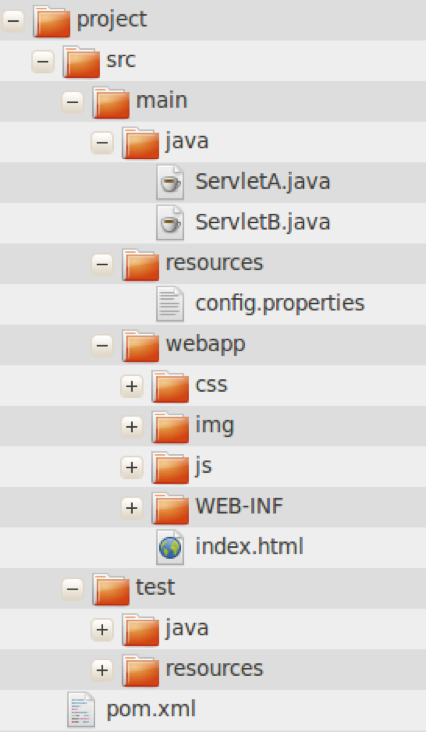 project
src
main
java
ServletA.java
ServletB.java
resources
config.properties
webapp
css
img
js
WEB-INF
index.html
test
java
resources
pom.xml